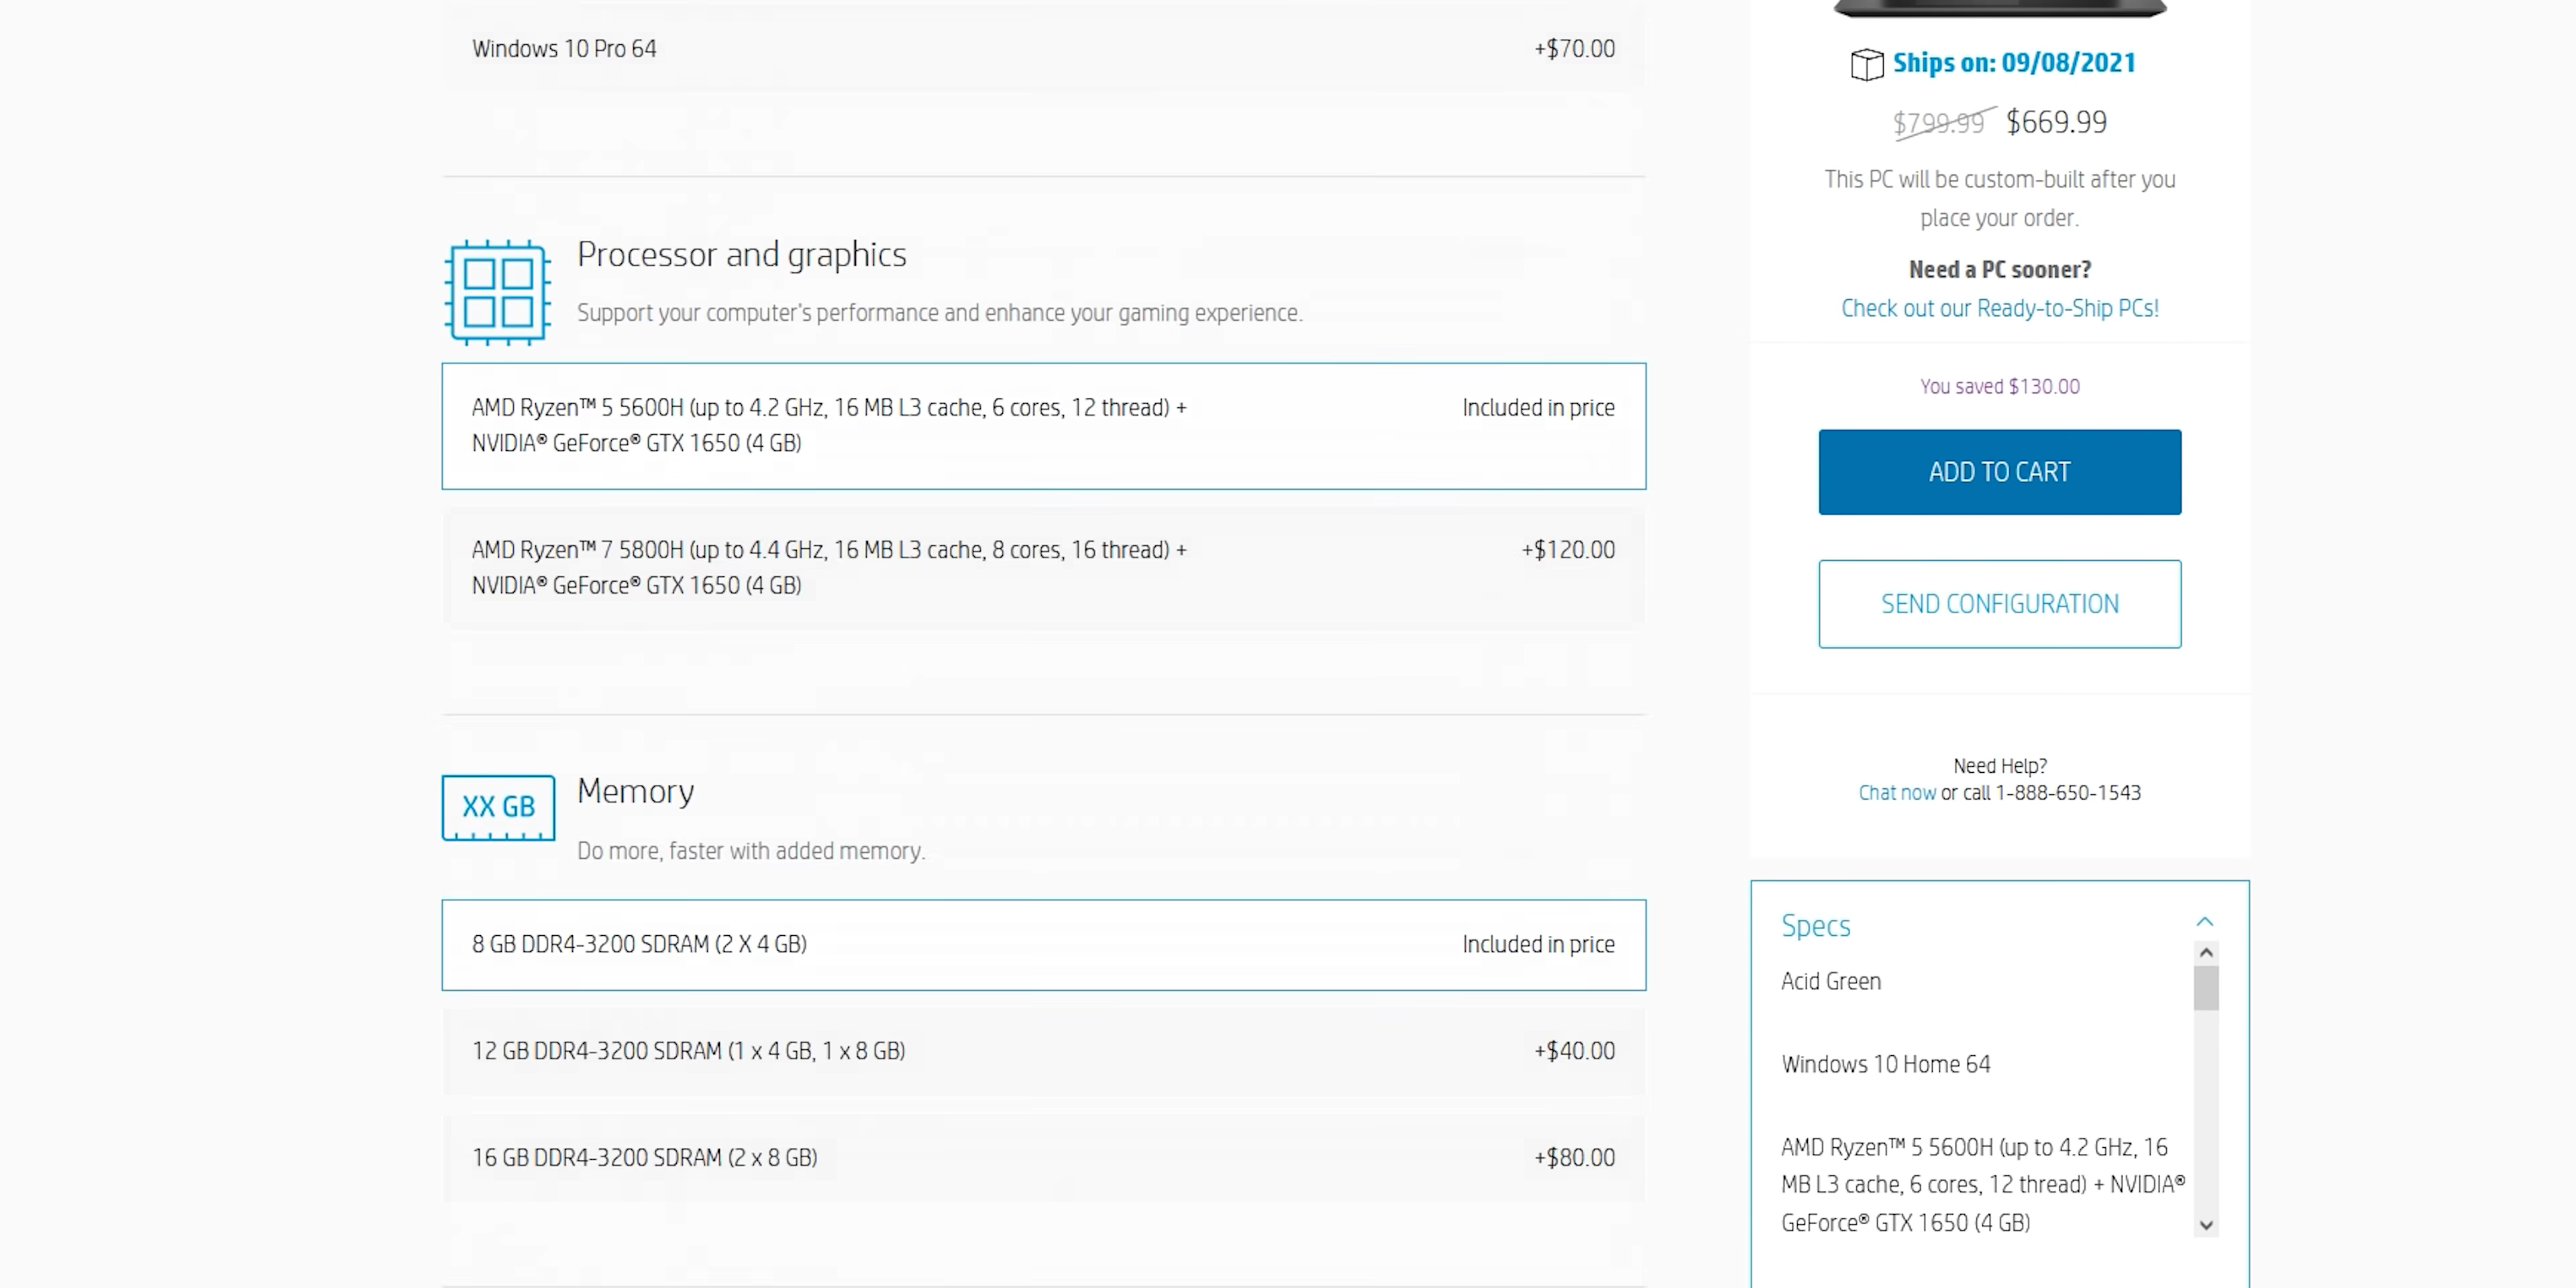 Windows 10 Pro 64
+$70.00
Processor and graphics
Support your computer's performance and enhance your gaming experience.
AMD Ryzen™ 5 5600H (up to 4.2 GHz, 16 MB L3 cache, 6 cores, 12 thread) +
NVIDIA® GeForce® GTX 1650 (4 GB)
Included in price
AMD Ryzen™ 7 5800H (up to 4.4 GHz, 16 MB L3 cache, 8 cores, 16 thread) +
NVIDIA® GeForce® GTX 1650 (4 GB)
+$120.00
XX GB
Memory
Do more, faster with added memory.
8 GB DDR4-3200 SDRAM (2 X 4 GB)
Included in price
12 GB DDR4-3200 SDRAM (1 x 4 GB, 1 x 8 GB)
+$40.00
16 GB DDR4-3200 SDRAM (2 x 8 GB)
+$80.00
Ships on: 09/08/2021
$799.99 $669.99
This PC will be custom-built after you
place your order.
Need a PC sooner?
Check out our Ready-to-Ship PCs!
You saved $130.00
ADD TO CART
SEND CONFIGURATION
Need Help?
Chat now or call 1-888-650-1543
Specs
Acid Green
Windows 10 Home 64
AMD Ryzen™ 5 5600H (up to 4.2 GHz, 16
MB L3 cache, 6 cores, 12 thread) + NVIDIA®
GeForce® GTX 1650 (4 GB)